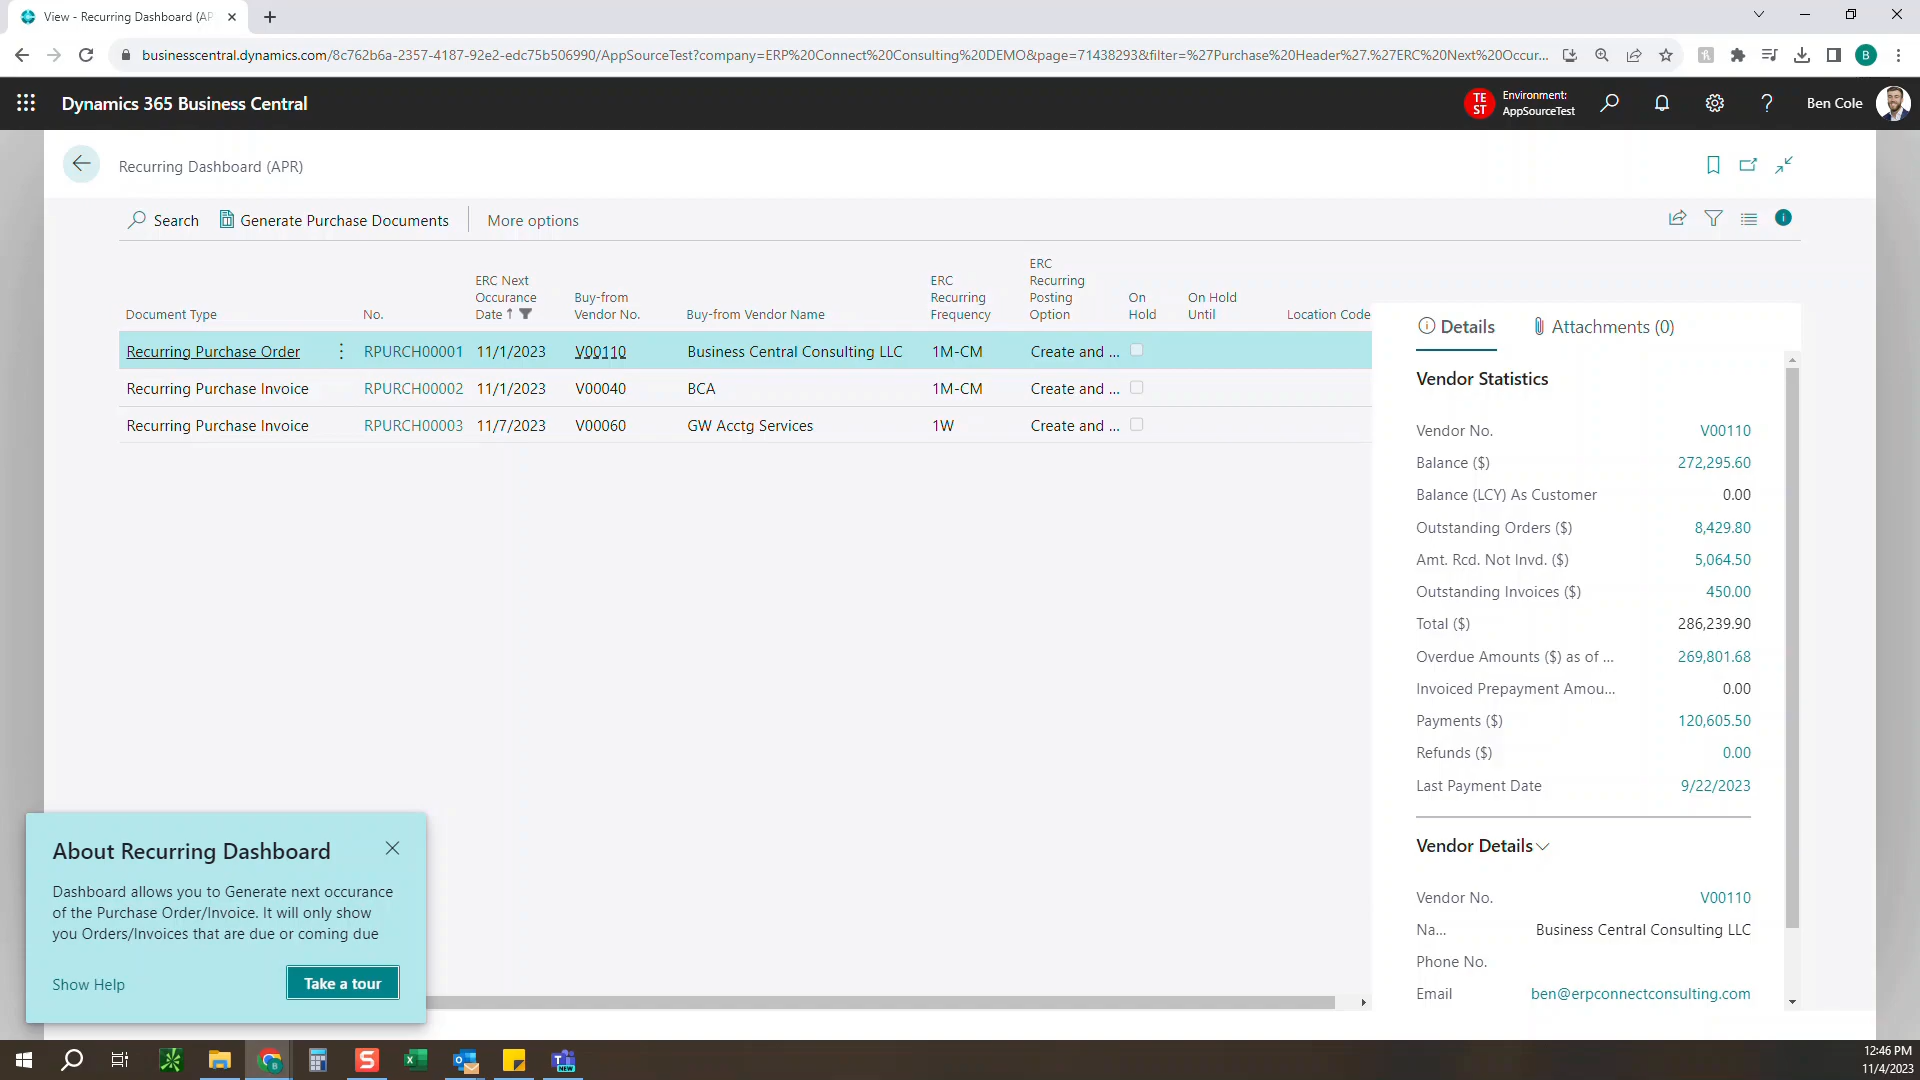 View - Recurring Dashboard (AP
businesscentral.dynamics.com/8c762b6a-2357-4187-92e2-edc75b506990/AppSourceTest?company=ERP%20Connect%20Consulting%20DEMO&page=71438293&filter=%27Purchase%20Header%27.%27ERC%20Next%20Occur...
B
Dynamics 365 Business Central
TE
ST
Environment:
AppSourceTest
?
Ben Cole
Recurring Dashboard (APR)
Search
Generate Purchase Documents
More options
Document Type
No.
ERC Next
Occurance
Date
Buy-from
Vendor No.
Buy-from Vendor Name
ERC
Recurring
Frequency
ERC
Recurring
Posting
Option
On
Hold
On Hold
Until
Location Code
Recurring Purchase Order RPURCH00001 11/1/2023 V00110 Business Central Consulting LLC 1M-CM Create and ...
Recurring Purchase Invoice RPURCH00002 11/1/2023 V00040 BCA 1M-CM Create and ...
Recurring Purchase Invoice RPURCH00003 11/7/2023 V00060 GW Acctg Services 1W Create and ...
Details
Attachments (0)
Vendor Statistics
Vendor No. V00110
Balance ($) 272,295.60
Balance (LCY) As Customer 0.00
Outstanding Orders ($) 8,429.80
Amt. Rcd. Not Invd. ($) 5,064.50
Outstanding Invoices ($) 450.00
Total ($) 286,239.90
Overdue Amounts ($) as of ... 269,801.68
Invoiced Prepayment Amou... 0.00
Payments ($) 120,605.50
Refunds ($) 0.00
Last Payment Date 9/22/2023
Vendor Details
Vendor No. V00110
Na... Business Central Consulting LLC
Phone No.
Email ben@erpconnectconsulting.com
About Recurring Dashboard
Dashboard allows you to Generate next occurance
of the Purchase Order/Invoice. It will only show
you Orders/Invoices that are due or coming due
Show Help
Take a tour
12:46 PM
11/4/2023